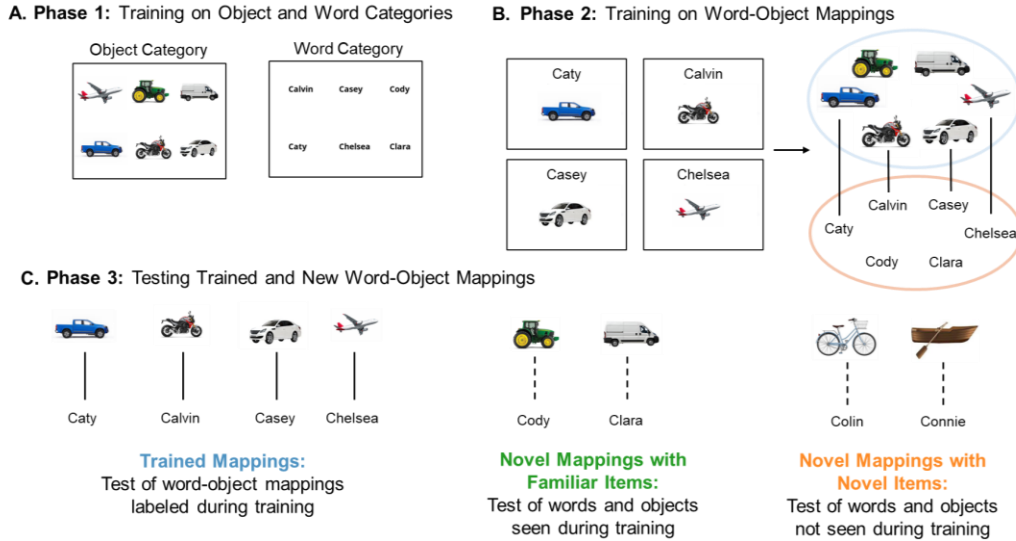 A. Phase 1: Training on Object and Word Categories
Object Category
Word Category
Calvin Casey Cody
Caty Chelsea Clara
B. Phase 2: Training on Word-Object Mappings
Caty
Calvin
Casey
Chelsea
Calvin
Casey
Caty
Chelsea
Cody
Clara
C. Phase 3: Testing Trained and New Word-Object Mappings
Caty
Calvin
Casey
Chelsea
Trained Mappings:
Test of word-object mappings
labeled during training
Cody
Clara
Novel Mappings with
Familiar Items:
Test of words and objects
seen during training
Colin
Connie
Novel Mappings with
Novel Items:
Test of words and objects
not seen during training